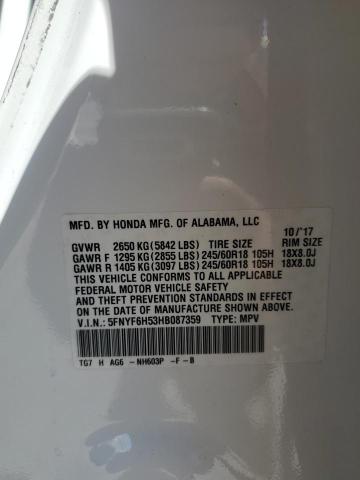 MFD. BY HONDA MFG. OF ALABAMA, LLC 10/'17
GVWR 2650 KG(5842 LBS) TIRE SIZE RIM SIZE
GAWR F 1295 KG(2855 LBS) 245/60R18 105H 18X8.0J
GAWR R 1405 KG(3097 LBS) 245/60R18 105H 18X8.0J
THIS VEHICLE CONFORMS TO ALL APPLICABLE
FEDERAL MOTOR VEHICLE SAFETY
STANDARDS IN EFFECT ON THE
DATE OF MANUFACTURE SHOWN ABOVE.
V.I.N.: 5FNYF6H53HB087359 TYPE: MPV
TG7 H AG6 -NH603P -F-B